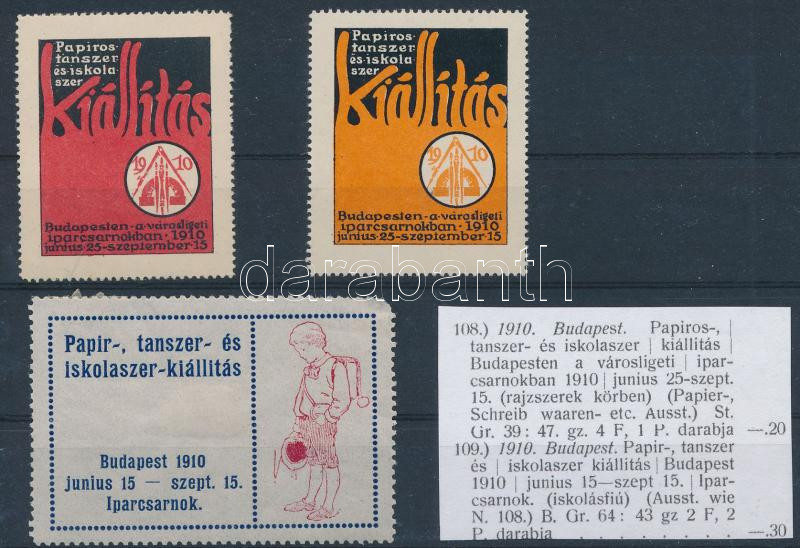 Papiros-
tanszer
és-iskola-
szer
Kiállítás
1910
Budapesten-a-városligeti
iparcsarnokban · 1910
junius·25-szeptember·15
Papiros-
tanszer
és-iskola-
szer
Kiállítás
1910
Budapesten-a-városligeti
iparcsarnokban · 1910
junius·25-szeptember·15
darabanth
Papir-, tanszer- és
iskolaszer-kiállitás
Budapest 1910
junius 15 — szept. 15.
Iparcsarnok.
108.) 1910. Budapest. Papiros-, |
tanszer- és iskolaszer | kiállítás |
Budapesten a városligeti | ipar-
csarnokban 1910 | junius 25-szept.
15. (rajzszerek körben) (Papier-,
Schreib waaren- etc. Ausst.) St.
Gr. 39 : 47. gz. 4 F, 1 P. darabja —.20
109.) 1910. Budapest. Papir-, tanszer
és | iskolaszer kiállitás | Budapest
1910 | junius 15—szept 15. | Ipar-
csarnok. (iskolásfiú) (Ausst. wie
N. 108.) B. Gr. 64 : 43 gz 2 F, 2
P. darabja . . . . . . . —.30